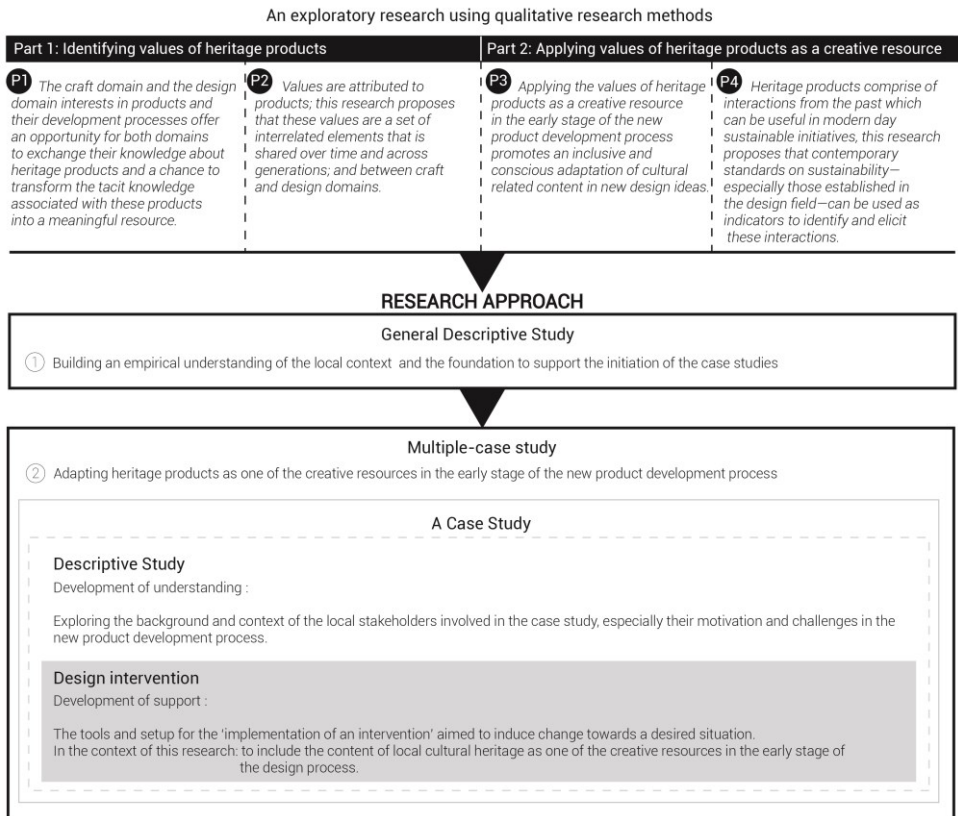 An exploratory research using qualitative research methods
Part 1: Identifying values of heritage products
P1 The craft domain and the design
domain interests in products and
their development processes offer
an opportunity for both domains
to exchange their knowledge about
heritage products and a chance to
transform the tacit knowledge
associated with these products
into a meaningful resource.
P2 Values are attributed to
products; this research proposes
that these values are a set of
interrelated elements that is
shared over time and across
generations; and between craft
and design domains.
Part 2: Applying values of heritage products as a creative resource
P3 Applying the values of heritage
products as a creative resource
in the early stage of the new
product development process
promotes an inclusive and
conscious adaptation of cultural
related content in new design ideas.
P4 Heritage products comprise of
interactions from the past which
can be useful in modern day
sustainable initiatives, this research
proposes that contemporary
standards on sustainability—
especially those established in
the design field—can be used as
indicators to identify and elicit
these interactions.
RESEARCH APPROACH
General Descriptive Study
1 Building an empirical understanding of the local context and the foundation to support the initiation of the case studies
Multiple-case study
2 Adapting heritage products as one of the creative resources in the early stage of the new product development process
A Case Study
Descriptive Study
Development of understanding :
Exploring the background and context of the local stakeholders involved in the case study, especially their motivation and challenges in the
new product development process.
Design intervention
Development of support :
The tools and setup for the ‘implementation of an intervention’ aimed to induce change towards a desired situation.
In the context of this research: to include the content of local cultural heritage as one of the creative resources in the early stage of
the design process.